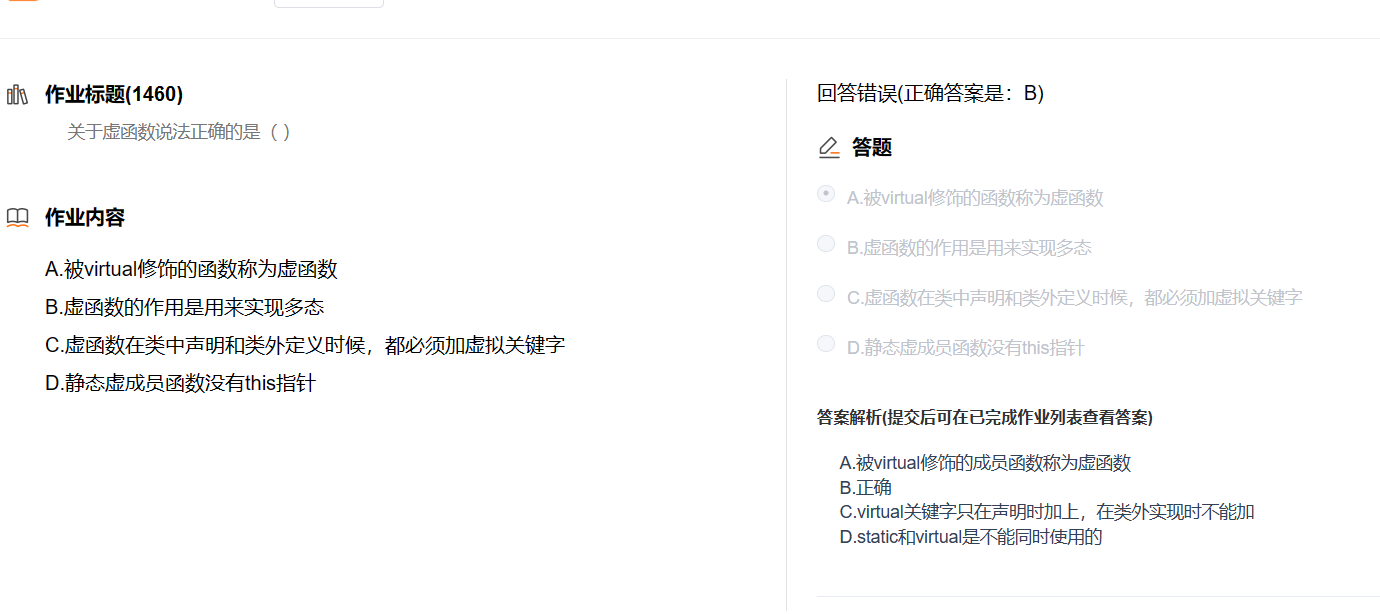 作业标题(1460)
关于虚函数说法正确的是（ ）
作业内容
A.被virtual修饰的函数称为虚函数
B.虚函数的作用是用来实现多态
C.虚函数在类中声明和类外定义时候，都必须加虚拟关键字
D.静态虚成员函数没有this指针
回答错误(正确答案是：B)
答题
A.被virtual修饰的函数称为虚函数
B.虚函数的作用是用来实现多态
C.虚函数在类中声明和类外定义时候，都必须加虚拟关键字
D.静态虚成员函数没有this指针
答案解析(提交后可在已完成作业列表查看答案)
A.被virtual修饰的成员函数称为虚函数
B.正确
C.virtual关键字只在声明时加上，在类外实现时不能加
D.static和virtual是不能同时使用的